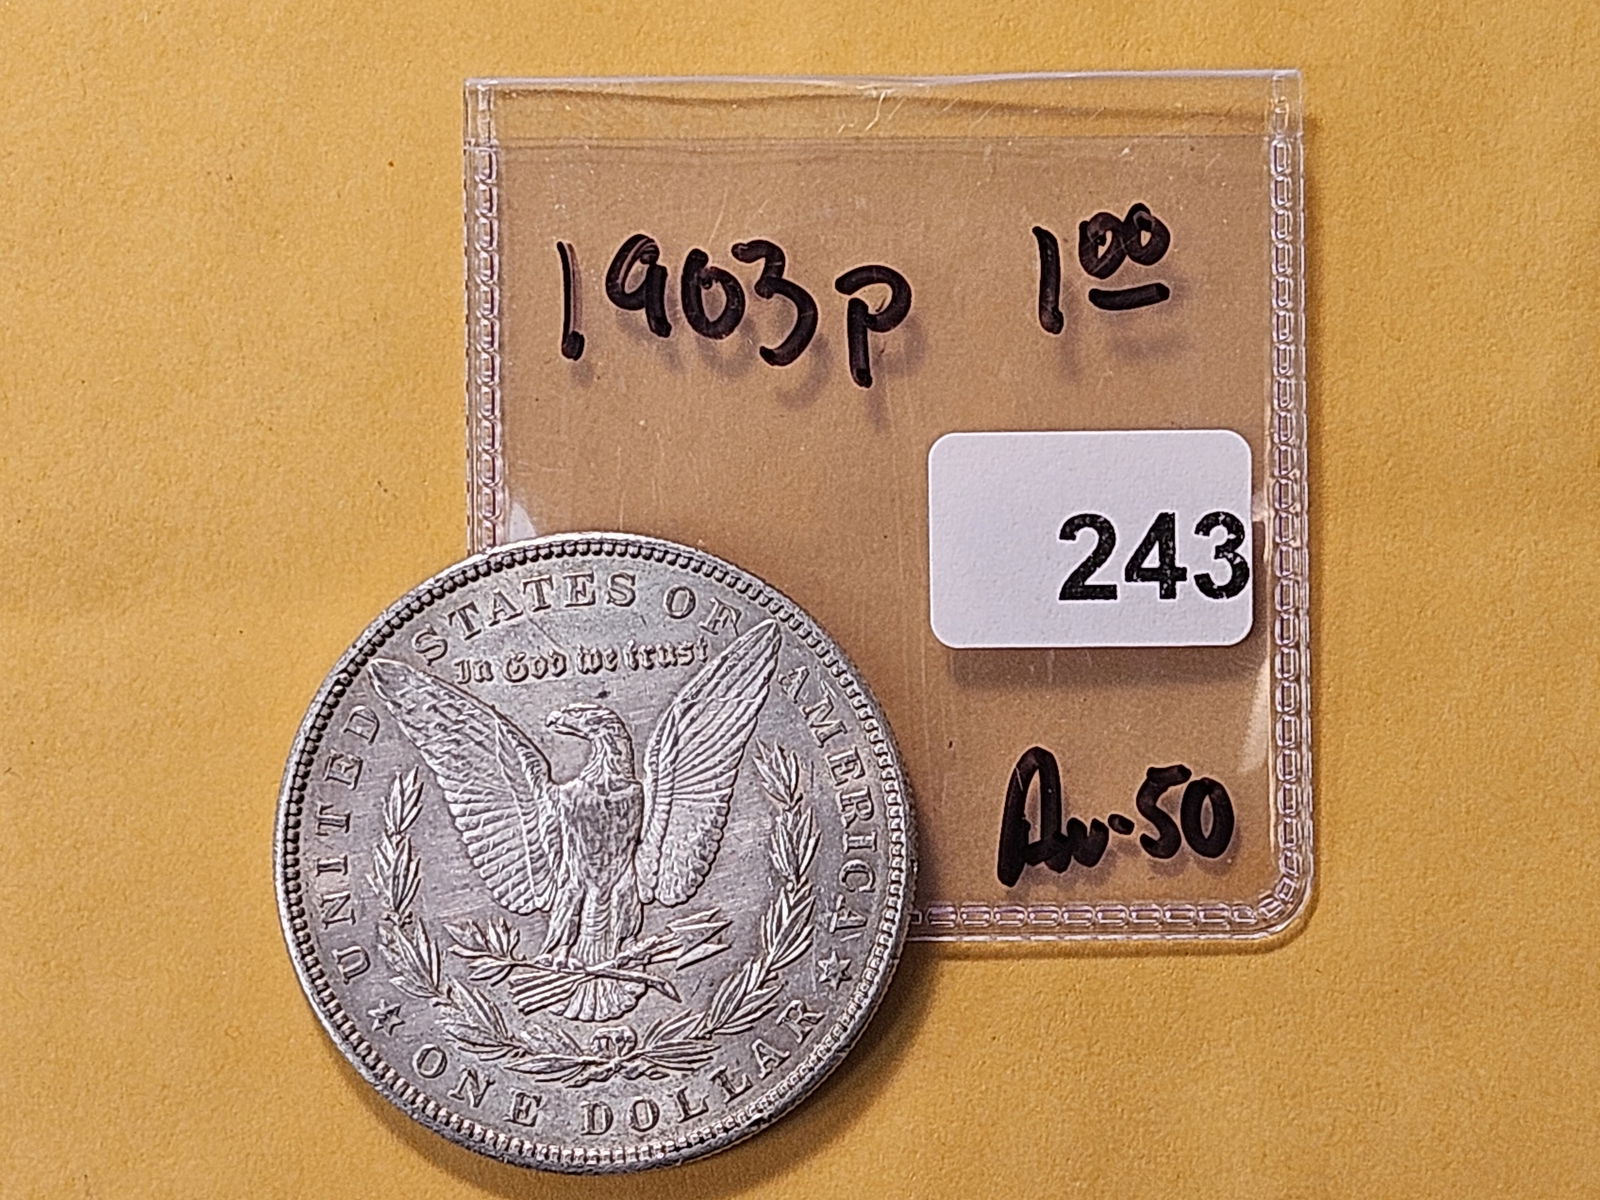 1903p 1⁰⁰
243
Au-50
UNITED STATES OF AMERICA
In God we trust
ONE DOLLAR